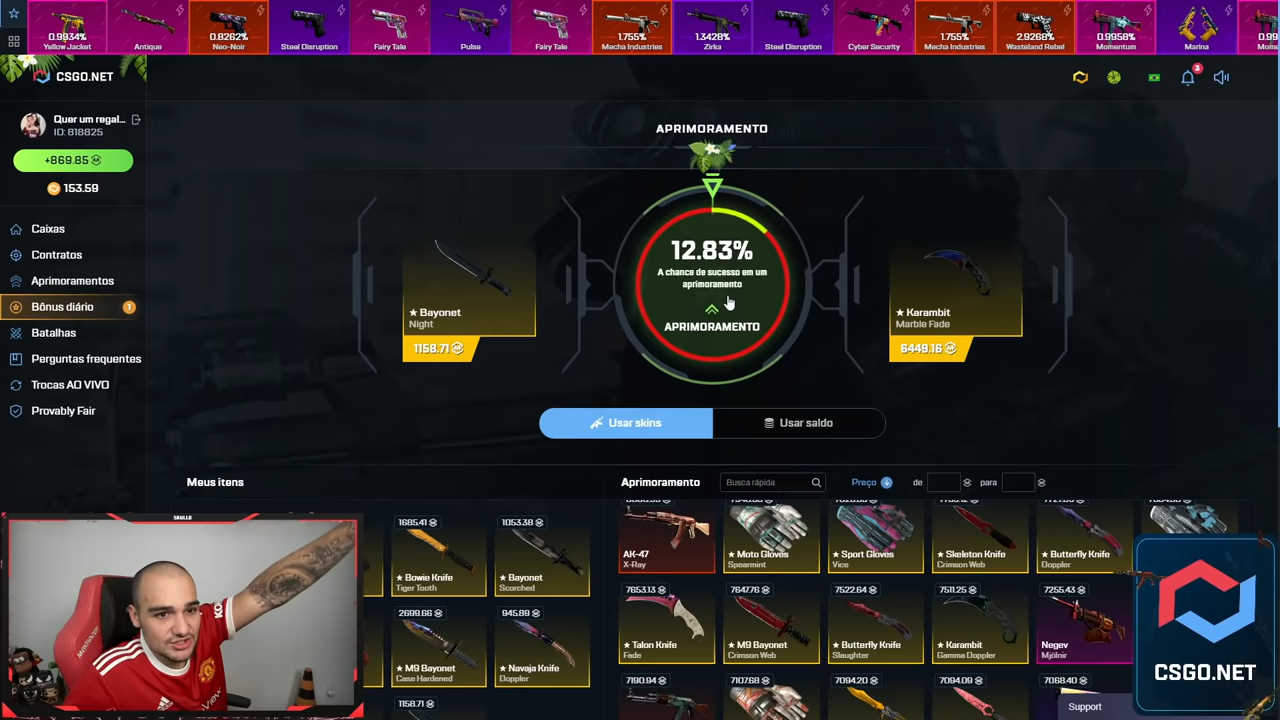 0.9934%
Yellow Jacket
Antique
0.8262%
Neo-Noir
Steel Disruption
Fairy Tale
Pulse
Fairy Tale
1.755%
Mecha Industries
1.3428%
Zirka
Steel Disruption
Cyber Security
1.755%
Mecha Industries
2.9268%
Wasteland Rebel
0.9958%
Momentum
Marina
0.99
CSGO.NET
3
Quer um regal...
ID: 818825
+869.85
153.59
Caixas
Contratos
Aprimoramentos
Bônus diário
1
Batalhas
Perguntas frequentes
Trocas AO VIVO
Provably Fair
APRIMORAMENTO
12.83%
A chance de sucesso em um
aprimoramento
APRIMORAMENTO
★ Bayonet
Night
1158.71
★ Karambit
Marble Fade
6449.16
Usar skins
Usar saldo
Meus itens
1685.41
★ Bowie Knife
Tiger Tooth
1053.38
★ Bayonet
Scorched
2699.66
★ M9 Bayonet
Case Hardened
945.89
★ Navaja Knife
Doppler
1158.71
Aprimoramento
Busca rápida
Preço
de
para
AK-47
X-Ray
★ Moto Gloves
Spearmint
★ Sport Gloves
Vice
★ Skeleton Knife
Crimson Web
★ Butterfly Knife
Doppler
7653.13
★ Talon Knife
Fade
7647.76
★ M9 Bayonet
Crimson Web
7522.64
★ Butterfly Knife
Slaughter
7511.25
★ Karambit
Gamma Doppler
7255.43
Negev
Mjölnir
7190.94
7107.68
7094.20
7094.09
7068.40
Support
CSGO.NET
SAULLO